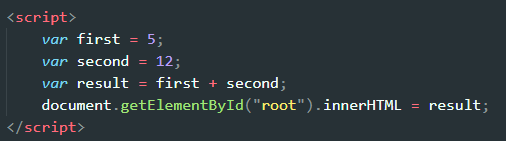 <script>
var first = 5;
var second = 12;
var result = first + second;
document.getElementById("root").innerHTML = result;
</script>